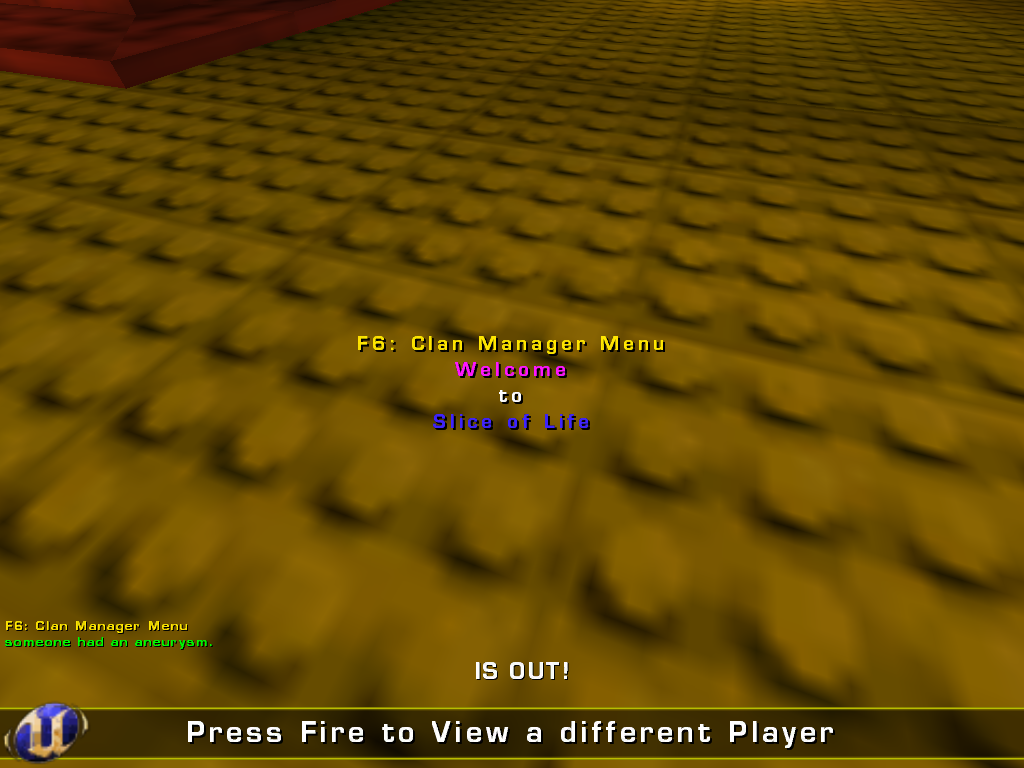 F6: Clan Manager Menu
Welcome
to
Slice of Life
F6: Clan Manager Menu
someone had an aneurysm.
IS OUT!
Press Fire to View a different Player